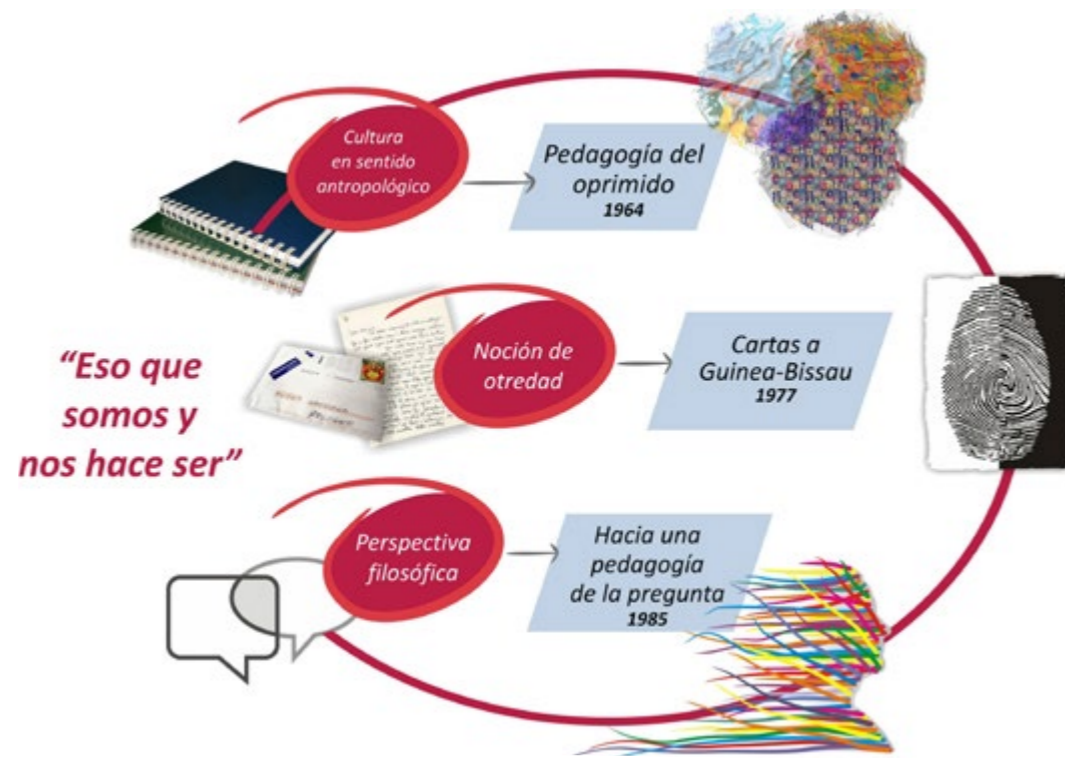 Cultura
en sentido
antropológico
Pedagogía del
oprimido
1964
Noción de
otredad
Cartas a
Guinea-Bissau
1977
“Eso que
somos y
nos hace ser”
Perspectiva
filosófica
Hacia una
pedagogía
de la pregunta
1985